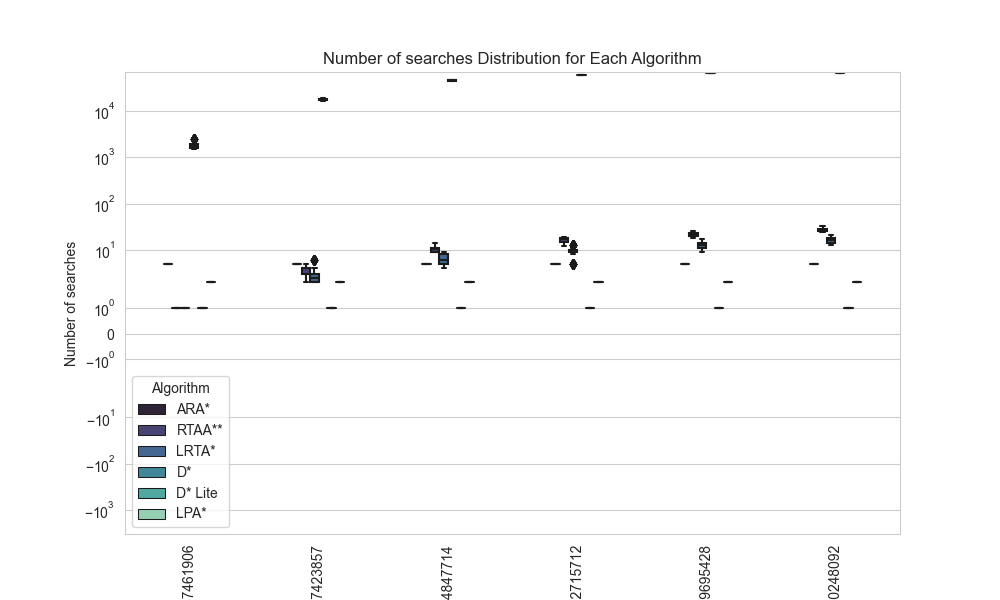 Number of searches Distribution for Each Algorithm
Number of searches
10^4
10^3
10^2
10^1
10^0
0
−10^0
−10^1
−10^2
−10^3
Algorithm
ARA*
RTAA**
LRTA*
D*
D* Lite
LPA*
7461906
7423857
4847714
2715712
9695428
0248092